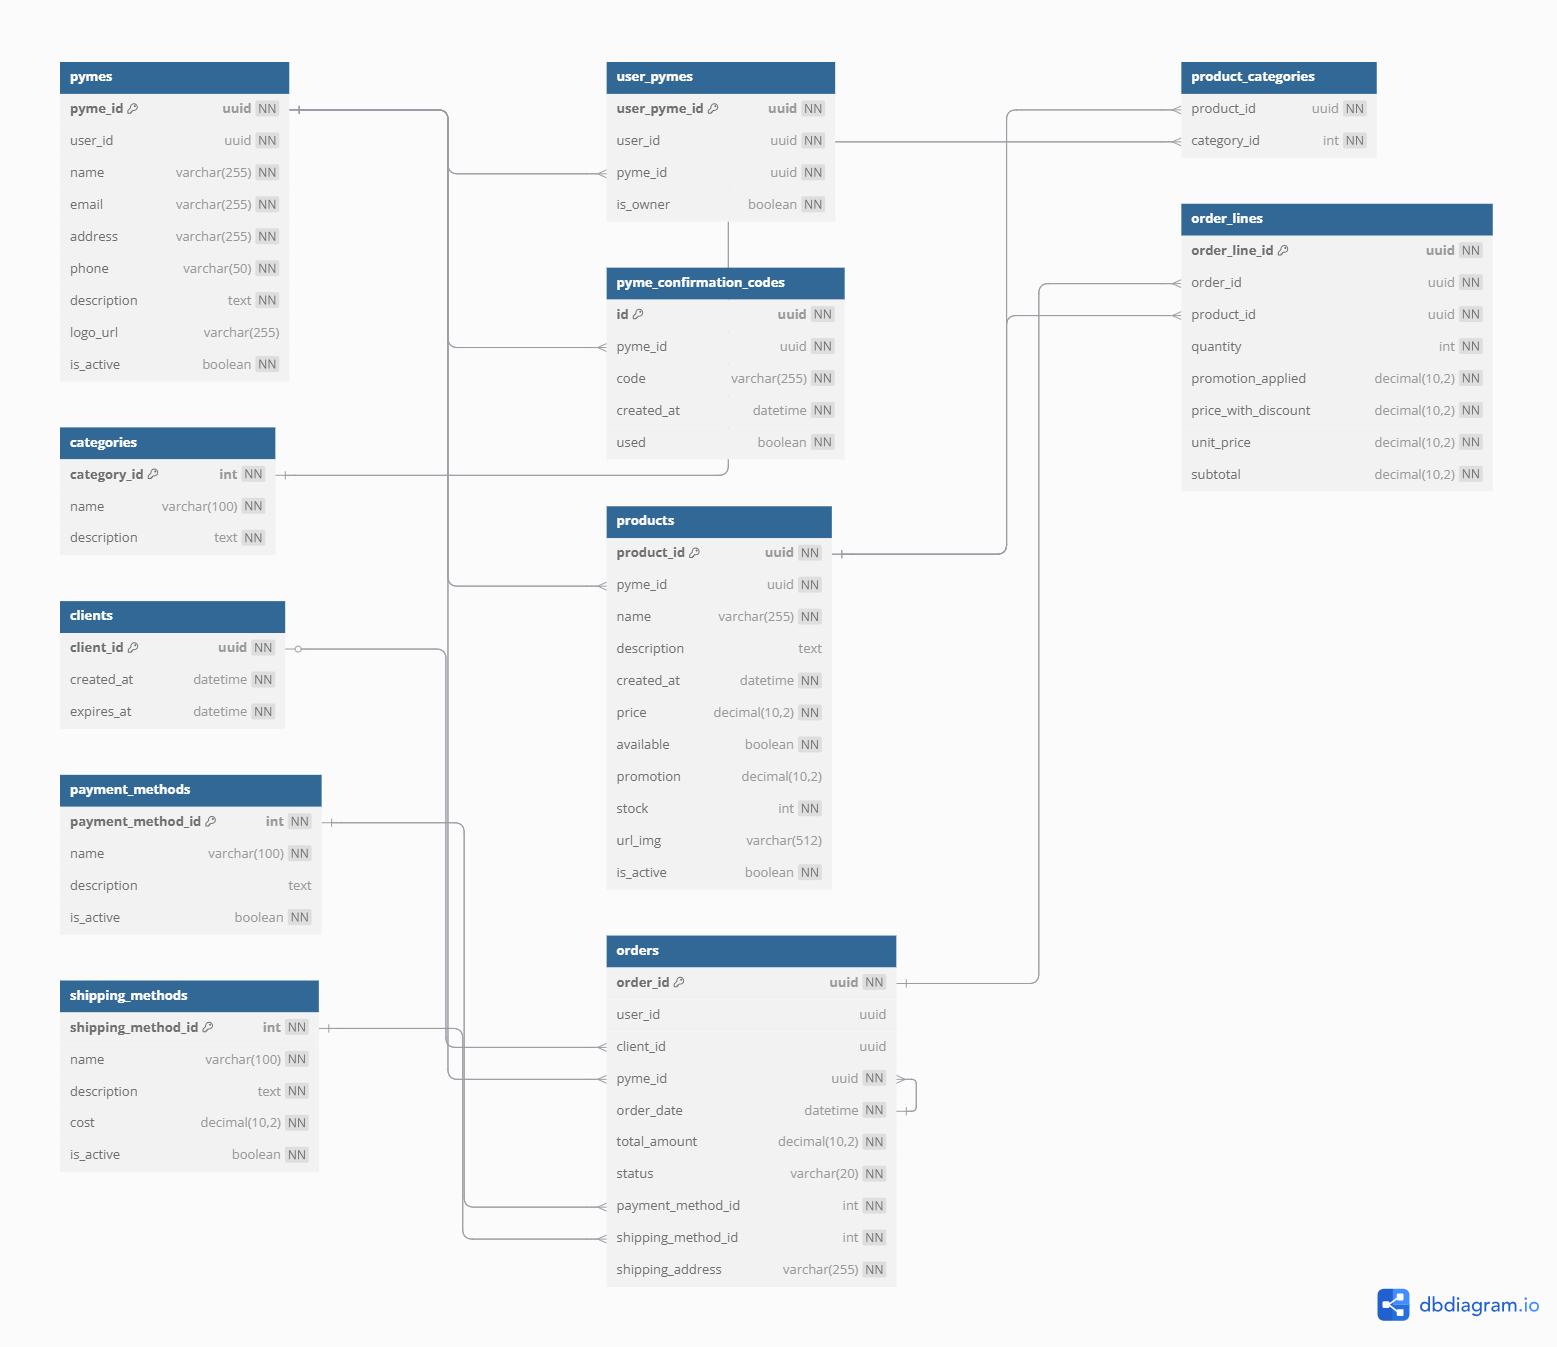 pymes
pyme_id uuid NN
user_id uuid NN
name varchar(255) NN
email varchar(255) NN
address varchar(255) NN
phone varchar(50) NN
description text NN
logo_url varchar(255)
is_active boolean NN
categories
category_id int NN
name varchar(100) NN
description text NN
clients
client_id uuid NN
created_at datetime NN
expires_at datetime NN
payment_methods
payment_method_id int NN
name varchar(100) NN
description text
is_active boolean NN
shipping_methods
shipping_method_id int NN
name varchar(100) NN
description text NN
cost decimal(10,2) NN
is_active boolean NN
user_pymes
user_pyme_id uuid NN
user_id uuid NN
pyme_id uuid NN
is_owner boolean NN
pyme_confirmation_codes
id uuid NN
pyme_id uuid NN
code varchar(255) NN
created_at datetime NN
used boolean NN
products
product_id uuid NN
pyme_id uuid NN
name varchar(255) NN
description text
created_at datetime NN
price decimal(10,2) NN
available boolean NN
promotion decimal(10,2)
stock int NN
url_img varchar(512)
is_active boolean NN
orders
order_id uuid NN
user_id uuid
client_id uuid
pyme_id uuid NN
order_date datetime NN
total_amount decimal(10,2) NN
status varchar(20) NN
payment_method_id int NN
shipping_method_id int NN
shipping_address varchar(255) NN
product_categories
product_id uuid NN
category_id int NN
order_lines
order_line_id uuid NN
order_id uuid NN
product_id uuid NN
quantity int NN
promotion_applied decimal(10,2) NN
price_with_discount decimal(10,2) NN
unit_price decimal(10,2) NN
subtotal decimal(10,2) NN
dbdiagram.io